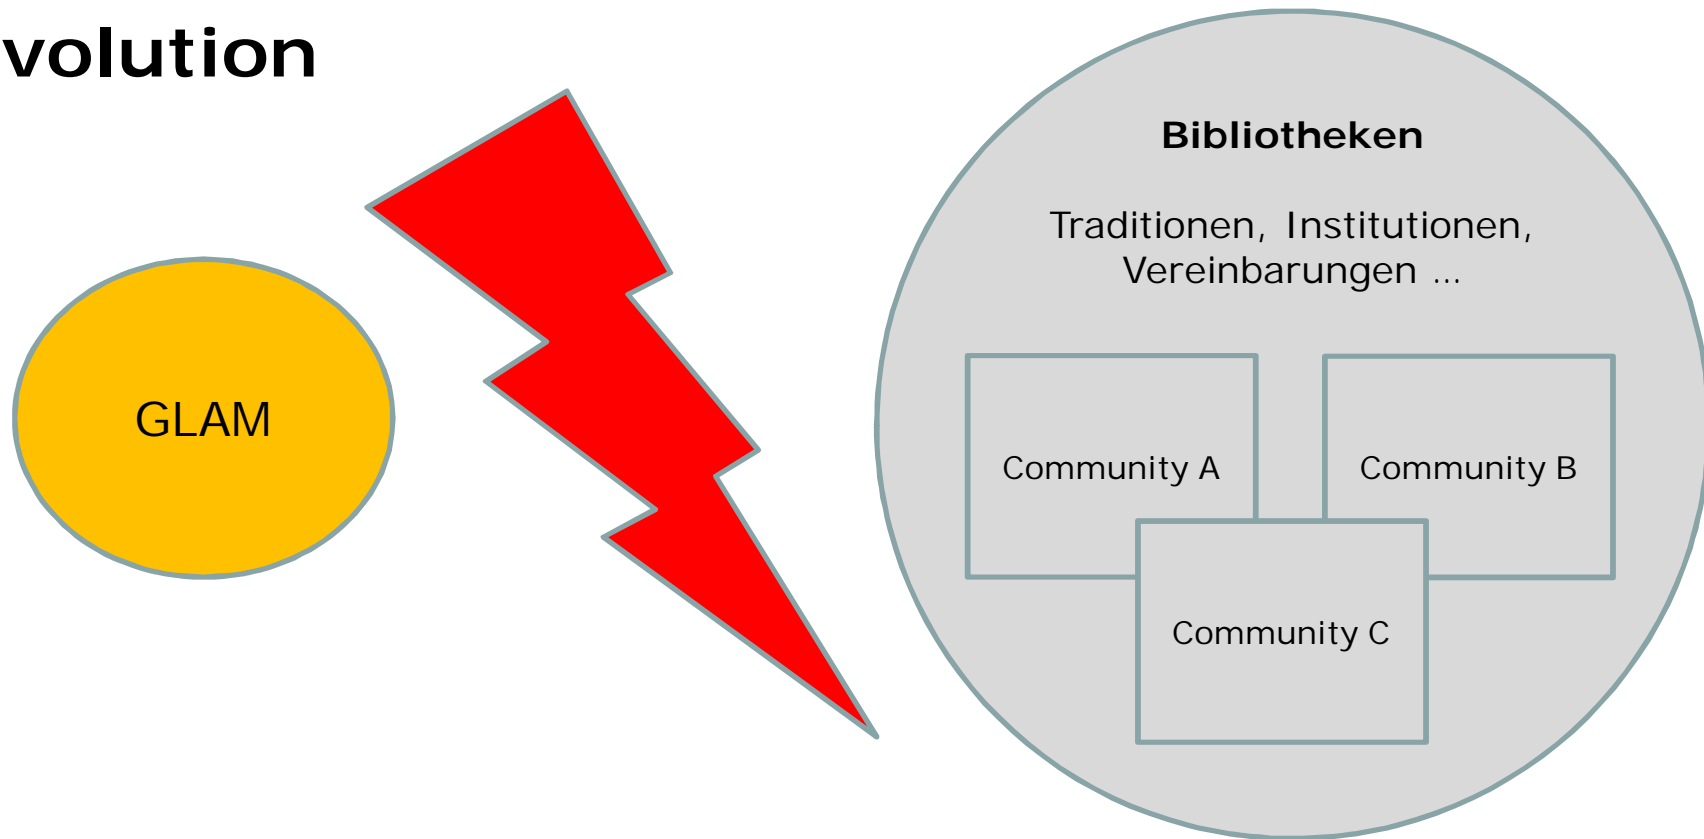 volution
Bibliotheken
Traditionen, Institutionen,
Vereinbarungen ...
GLAM
Community A
Community B
Community C